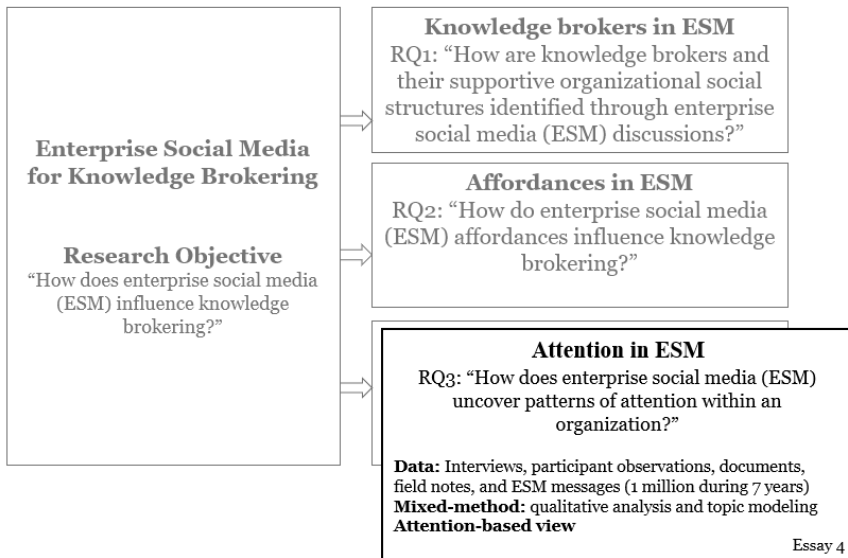 Enterprise Social Media
for Knowledge Brokering
Research Objective
“How does enterprise social media
(ESM) influence knowledge
brokering?”
Knowledge brokers in ESM
RQ1: “How are knowledge brokers and
their supportive organizational social
structures identified through enterprise
social media (ESM) discussions?”
Affordances in ESM
RQ2: “How do enterprise social media
(ESM) affordances influence knowledge
brokering?”
Attention in ESM
RQ3: “How does enterprise social media (ESM)
uncover patterns of attention within an
organization?”
Data: Interviews, participant observations, documents,
field notes, and ESM messages (1 million during 7 years)
Mixed-method: qualitative analysis and topic modeling
Attention-based view
Essay 4